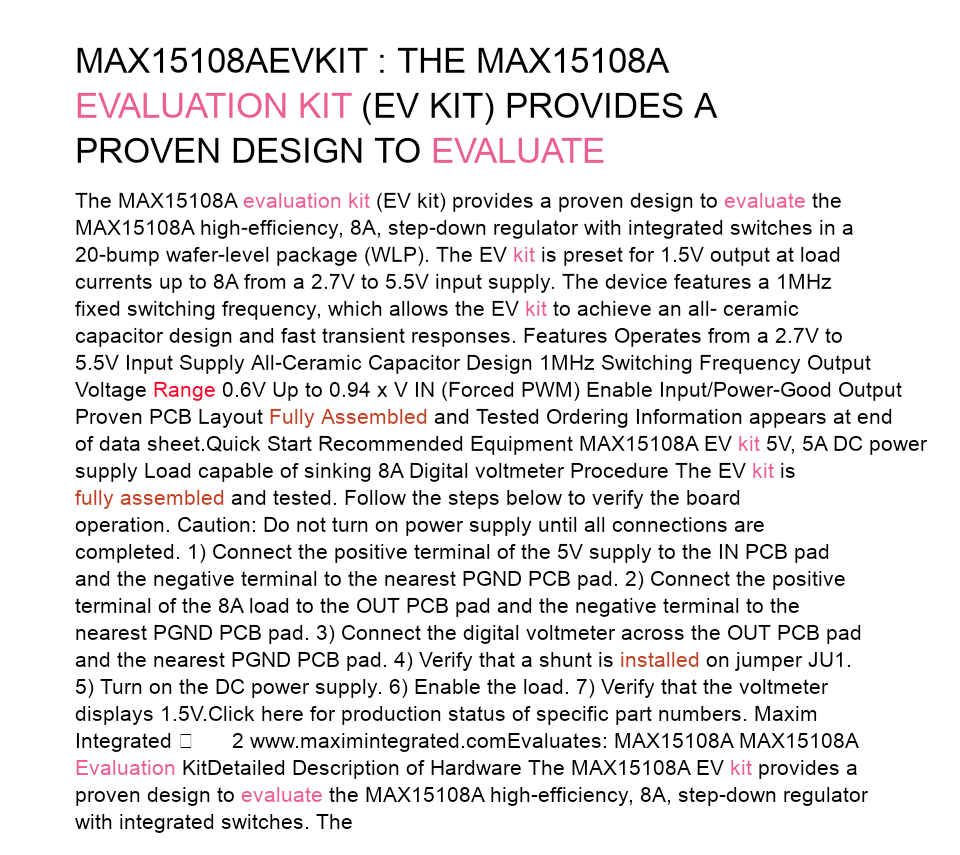 MAX15108AEVKIT : THE MAX15108A
EVALUATION KIT (EV KIT) PROVIDES A
PROVEN DESIGN TO EVALUATE
The MAX15108A evaluation kit (EV kit) provides a proven design to evaluate the
MAX15108A high-efficiency, 8A, step-down regulator with integrated switches in a
20-bump wafer-level package (WLP). The EV kit is preset for 1.5V output at load
currents up to 8A from a 2.7V to 5.5V input supply. The device features a 1MHz
fixed switching frequency, which allows the EV kit to achieve an all- ceramic
capacitor design and fast transient responses. Features Operates from a 2.7V to
5.5V Input Supply All-Ceramic Capacitor Design 1MHz Switching Frequency Output
Voltage Range 0.6V Up to 0.94 x V IN (Forced PWM) Enable Input/Power-Good Output
Proven PCB Layout Fully Assembled and Tested Ordering Information appears at end
of data sheet.Quick Start Recommended Equipment MAX15108A EV kit 5V, 5A DC power
supply Load capable of sinking 8A Digital voltmeter Procedure The EV kit is
fully assembled and tested. Follow the steps below to verify the board
operation. Caution: Do not turn on power supply until all connections are
completed. 1) Connect the positive terminal of the 5V supply to the IN PCB pad
and the negative terminal to the nearest PGND PCB pad. 2) Connect the positive
terminal of the 8A load to the OUT PCB pad and the negative terminal to the
nearest PGND PCB pad. 3) Connect the digital voltmeter across the OUT PCB pad
and the nearest PGND PCB pad. 4) Verify that a shunt is installed on jumper JU1.
5) Turn on the DC power supply. 6) Enable the load. 7) Verify that the voltmeter
displays 1.5V.Click here for production status of specific part numbers. Maxim
Integrated 2 www.maximintegrated.comEvaluates: MAX15108A MAX15108A
Evaluation KitDetailed Description of Hardware The MAX15108A EV kit provides a
proven design to evaluate the MAX15108A high-efficiency, 8A, step-down regulator
with integrated switches. The